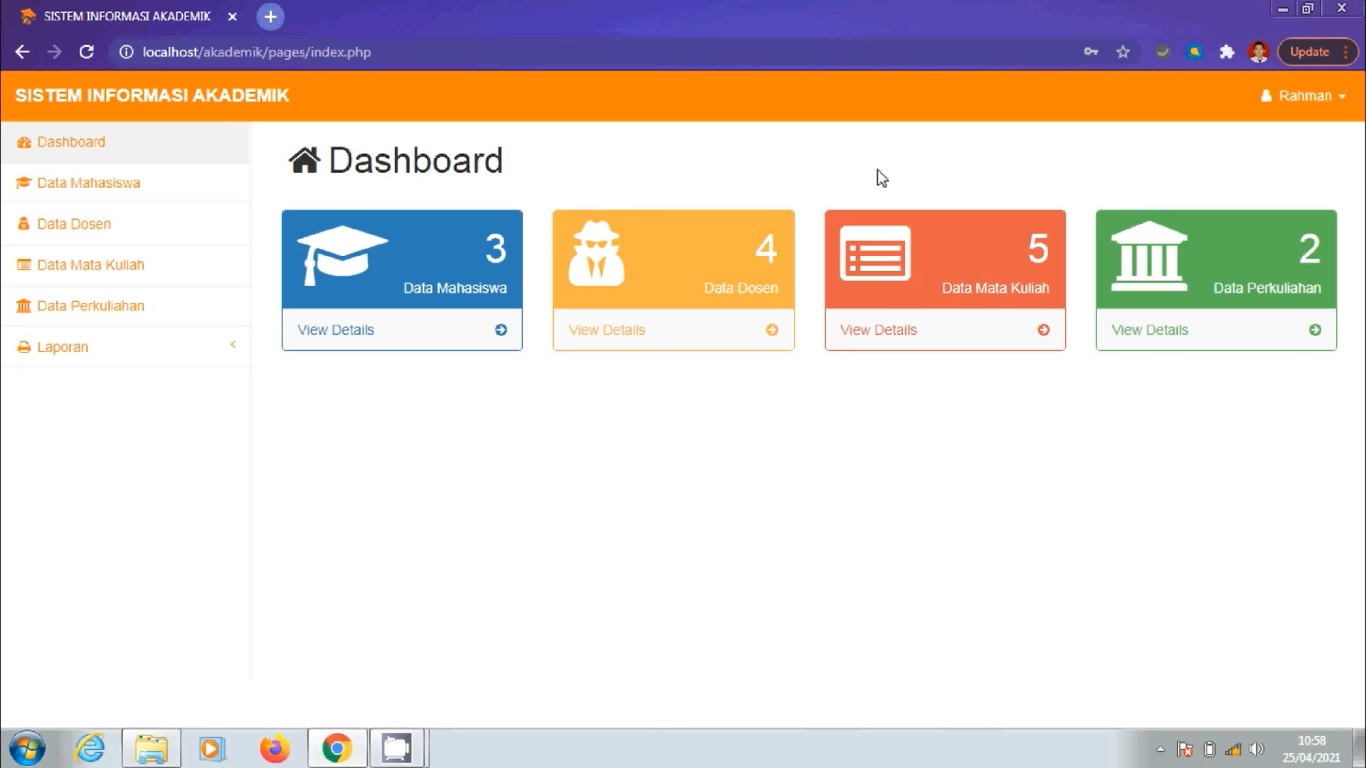 SISTEM INFORMASI AKADEMIK
localhost/akademik/pages/index.php
Update
SISTEM INFORMASI AKADEMIK
Rahman
Dashboard
Data Mahasiswa
Data Dosen
Data Mata Kuliah
Data Perkuliahan
Laporan
Dashboard
3
Data Mahasiswa
View Details
4
Data Dosen
View Details
5
Data Mata Kuliah
View Details
2
Data Perkuliahan
View Details
10:58
25/04/2021